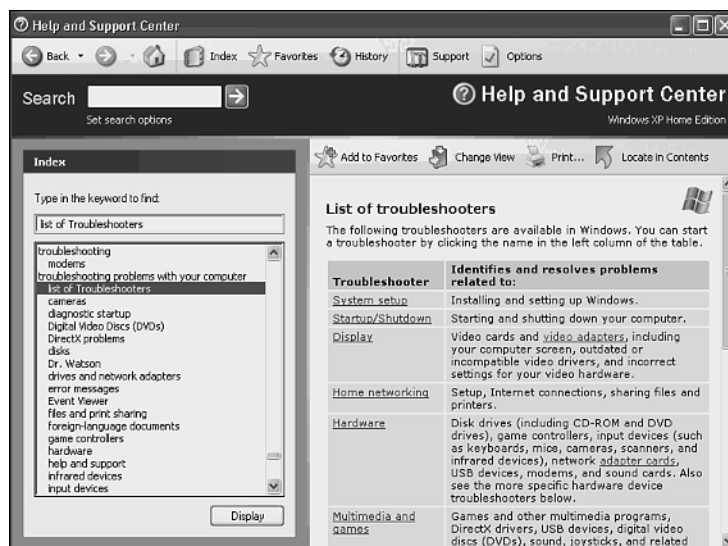 Help and Support Center
Back
Index
Favorites
History
Support
Options
Search
Set search options
Help and Support Center
Windows XP Home Edition
Index
Type in the keyword to find:
list of Troubleshooters
troubleshooting
modems
troubleshooting problems with your computer
list of Troubleshooters
cameras
diagnostic startup
Digital Video Discs (DVDs)
DirectX problems
disks
Dr. Watson
drives and network adapters
error messages
Event Viewer
files and print sharing
foreign-language documents
game controllers
hardware
help and support
infrared devices
input devices
Display
Add to Favorites
Change View
Print...
Locate in Contents
List of troubleshooters
The following troubleshooters are available in Windows. You can start
a troubleshooter by clicking the name in the left column of the table.
Troubleshooter
Identifies and resolves problems
related to:
System setup
Installing and setting up Windows.
Startup/Shutdown
Starting and shutting down your computer.
Display
Video cards and video adapters, including
your computer screen, outdated or
incompatible video drivers, and incorrect
settings for your video hardware.
Home networking
Setup, Internet connections, sharing files and
printers.
Hardware
Disk drives (including CD-ROM and DVD
drives), game controllers, input devices (such
as keyboards, mice, cameras, scanners, and
infrared devices), network adapter cards,
USB devices, modems, and sound cards. Also
see the more specific hardware device
troubleshooters below.
Multimedia and
games
Games and other multimedia programs,
DirectX drivers, USB devices, digital video
discs (DVDs), sound, joysticks, and related